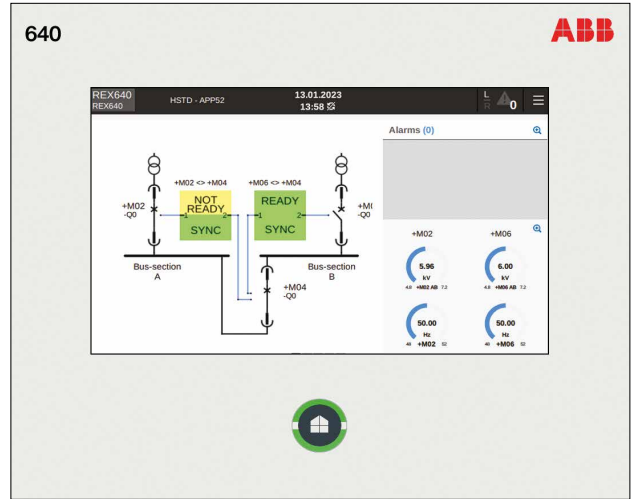 640
ABB
REX640
REX640
HSTD - APP52
13.01.2023
13:58
L
R
0
Alarms (0)
+M02 <> +M04
+M06 <> +M04
NOT
READY
1 2
SYNC
READY
1 2
SYNC
+M02
-Q0
+M(
-Q0
Bus-section
A
Bus-section
B
+M04
-Q0
+M02
+M06
5.96
kV
4.8 +M02 AB 7.2
6.00
kV
4.8 +M06 AB 7.2
50.00
Hz
48 +M02 52
50.00
Hz
48 +M06 52